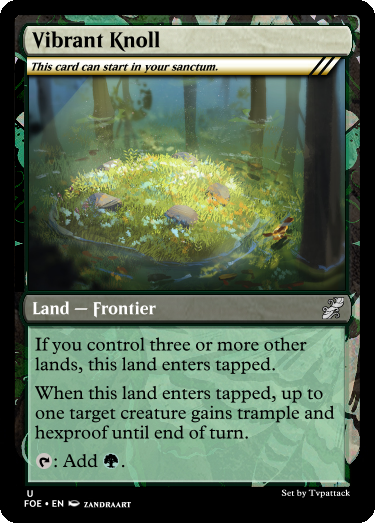 Vibrant Knoll
This card can start in your sanctum.
Land — Frontier
If you control three or more other
lands, this land enters tapped.
When this land enters tapped, up to
one target creature gains trample and
hexproof until end of turn.
: Add .
U
FOE • EN ZANDRAART
Set by Tvpattack